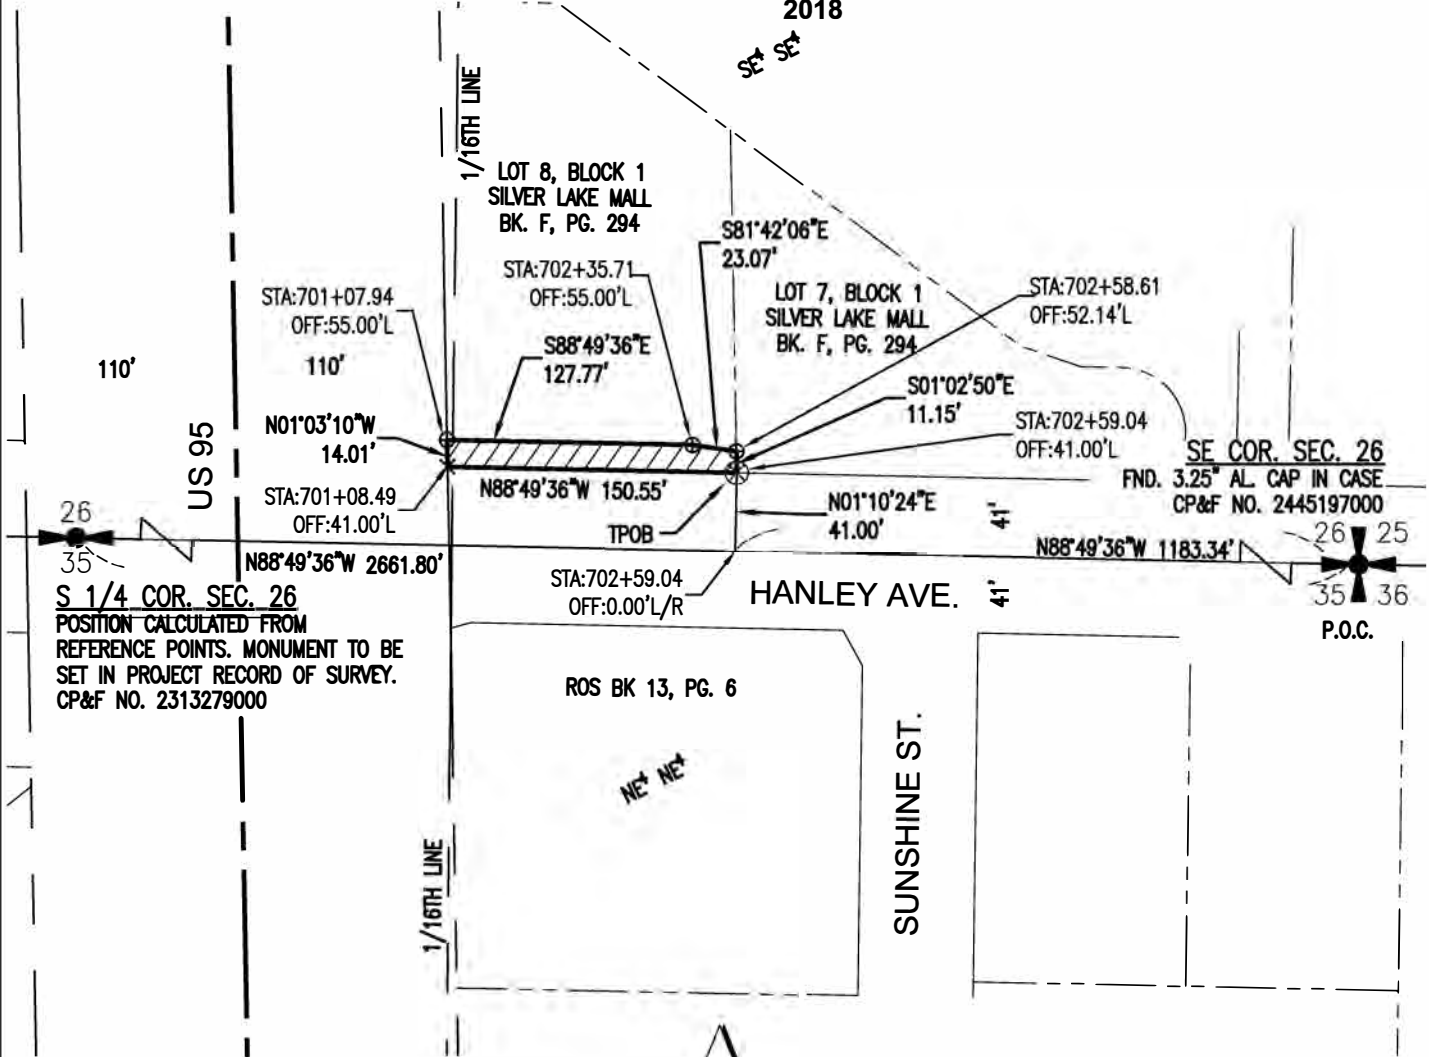 2018
SE4 SE4
1/16TH LINE
LOT 8, BLOCK 1
SILVER LAKE MALL
BK. F, PG. 294
S81°42'06"E
23.07'
STA:702+35.71
OFF:55.00'L
STA:701+07.94
OFF:55.00'L
LOT 7, BLOCK 1
SILVER LAKE MALL
BK. F, PG. 294
STA:702+58.61
OFF:52.14'L
110'
110'
S88°49'36"E
127.77'
S01°02'50"E
11.15'
N01°03'10"W
14.01'
US 95
STA:702+59.04
OFF:41.00'L
SE COR. SEC. 26
FND. 3.25" AL. CAP IN CASE
CP&F NO. 2445197000
STA:701+08.49
OFF:41.00'L
N88°49'36"W 150.55'
TPOB
N01°10'24"E
41.00'
41'
26
35
N88°49'36"W 2661.80'
N88°49'36"W 1183.34'
26 25
35 36
P.O.C.
STA:702+59.04
OFF:0.00'L/R
HANLEY AVE.
41'
S 1/4 COR. SEC. 26
POSITION CALCULATED FROM
REFERENCE POINTS. MONUMENT TO BE
SET IN PROJECT RECORD OF SURVEY.
CP&F NO. 2313279000
ROS BK 13, PG. 6
NE4 NE4
SUNSHINE ST.
1/16TH LINE